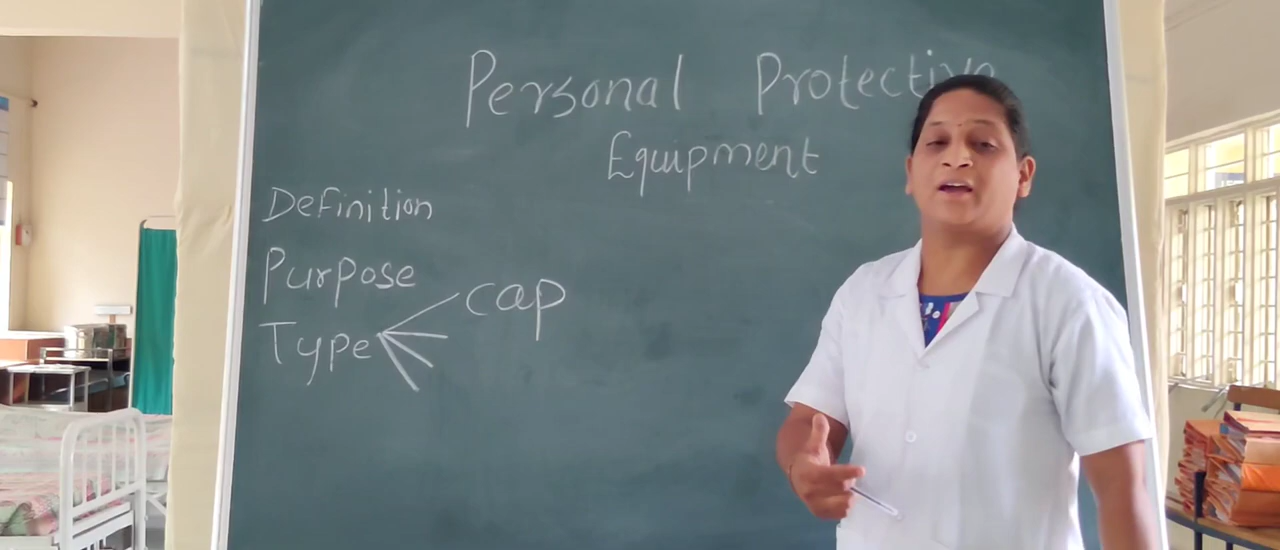 Personal Protective
Equipment
Definition
Purpose
Type
cap